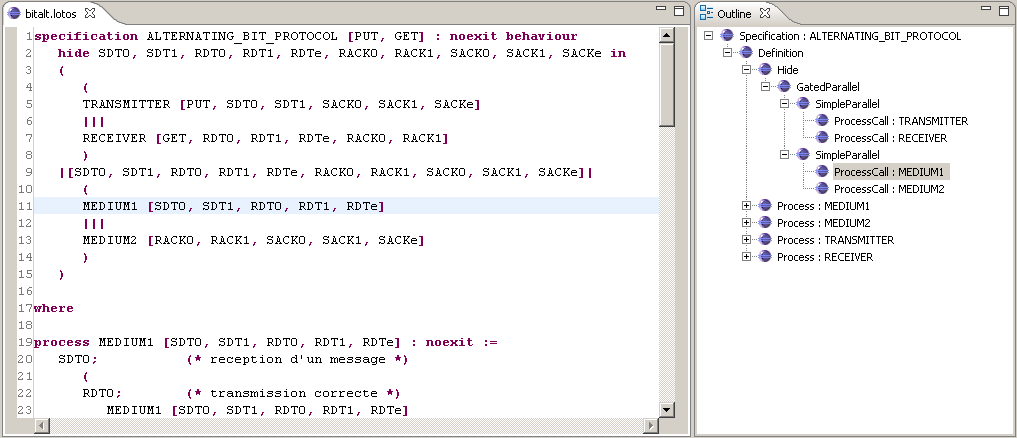 bitalt.lotos
1 specification ALTERNATING_BIT_PROTOCOL [PUT, GET] : noexit behaviour
2 hide SDT0, SDT1, RDT0, RDT1, RDTe, RACK0, RACK1, SACK0, SACK1, SACKe in
3 (
4 (
5 TRANSMITTER [PUT, SDT0, SDT1, SACK0, SACK1, SACKe]
6 |||
7 RECEIVER [GET, RDT0, RDT1, RDTe, RACK0, RACK1]
8 )
9 |[SDT0, SDT1, RDT0, RDT1, RDTe, RACK0, RACK1, SACK0, SACK1, SACKe]|
10 (
11 MEDIUM1 [SDT0, SDT1, RDT0, RDT1, RDTe]
12 |||
13 MEDIUM2 [RACK0, RACK1, SACK0, SACK1, SACKe]
14 )
15 )
16
17 where
18
19 process MEDIUM1 [SDT0, SDT1, RDT0, RDT1, RDTe] : noexit :=
20 SDT0; (* reception d'un message *)
21 (
22 RDT0; (* transmission correcte *)
23 MEDIUM1 [SDT0, SDT1, RDT0, RDT1, RDTe]
Outline
Specification : ALTERNATING_BIT_PROTOCOL
Definition
Hide
GatedParallel
SimpleParallel
ProcessCall : TRANSMITTER
ProcessCall : RECEIVER
SimpleParallel
ProcessCall : MEDIUM1
ProcessCall : MEDIUM2
Process : MEDIUM1
Process : MEDIUM2
Process : TRANSMITTER
Process : RECEIVER